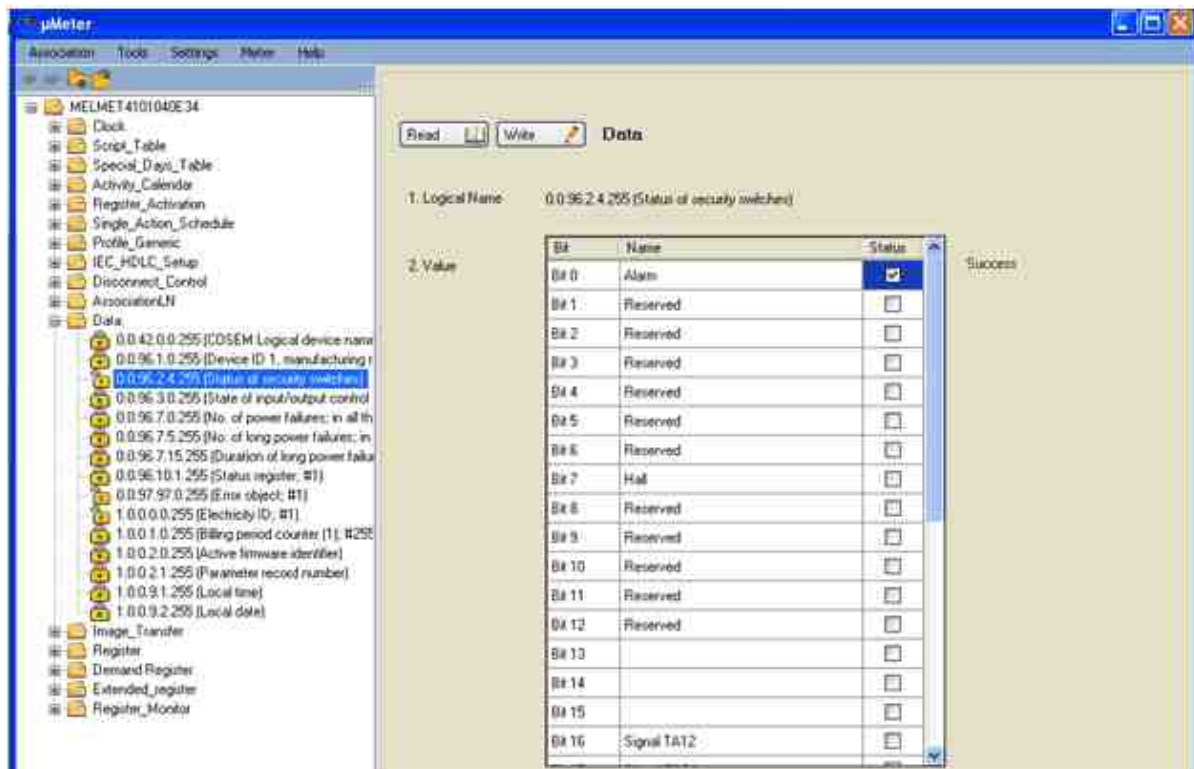 µMeter
Association Tools Settings Meter Help
MELMET4101040E34
Clock
Script_Table
Special_Days_Table
Activity_Calendar
Register_Activation
Single_Action_Schedule
Profile_Generic
IEC_HDLC_Setup
Disconnect_Control
AssociationLN
Data
0.0.42.0.0.255 (COSEM Logical device name
0.0.96.1.0.255 (Device ID 1, manufacturing
0.0.96.2.4.255 (Status of security switches)
0.0.96.3.0.255 (State of input/output control
0.0.96.7.0.255 (No. of power failures; in all th
0.0.96.7.5.255 (No. of long power failures; in
0.0.96.7.15.255 (Duration of long power failu
0.0.96.10.1.255 (Status register; #1)
0.0.97.97.0.255 (Error object; #1)
1.0.0.0.0.255 (Electricity ID; #1)
1.0.0.1.0.255 (Billing period counter (1); #255
1.0.0.2.0.255 (Active firmware identifier)
1.0.0.2.1.255 (Parameter record number)
1.0.0.9.1.255 (Local time)
1.0.0.9.2.255 (Local date)
Image_Transfer
Register
Demand Register
Extended_register
Register_Monitor
Read Write Data
1. Logical Name 0.0.96.2.4.255 (Status of security switches)
2. Value
Bit Name Status
Bit 0 Alarm
Success
Bit 1 Reserved
Bit 2 Reserved
Bit 3 Reserved
Bit 4 Reserved
Bit 5 Reserved
Bit 6 Reserved
Bit 7 Hall
Bit 8 Reserved
Bit 9 Reserved
Bit 10 Reserved
Bit 11 Reserved
Bit 12 Reserved
Bit 13
Bit 14
Bit 15
Bit 16 Signal TA12